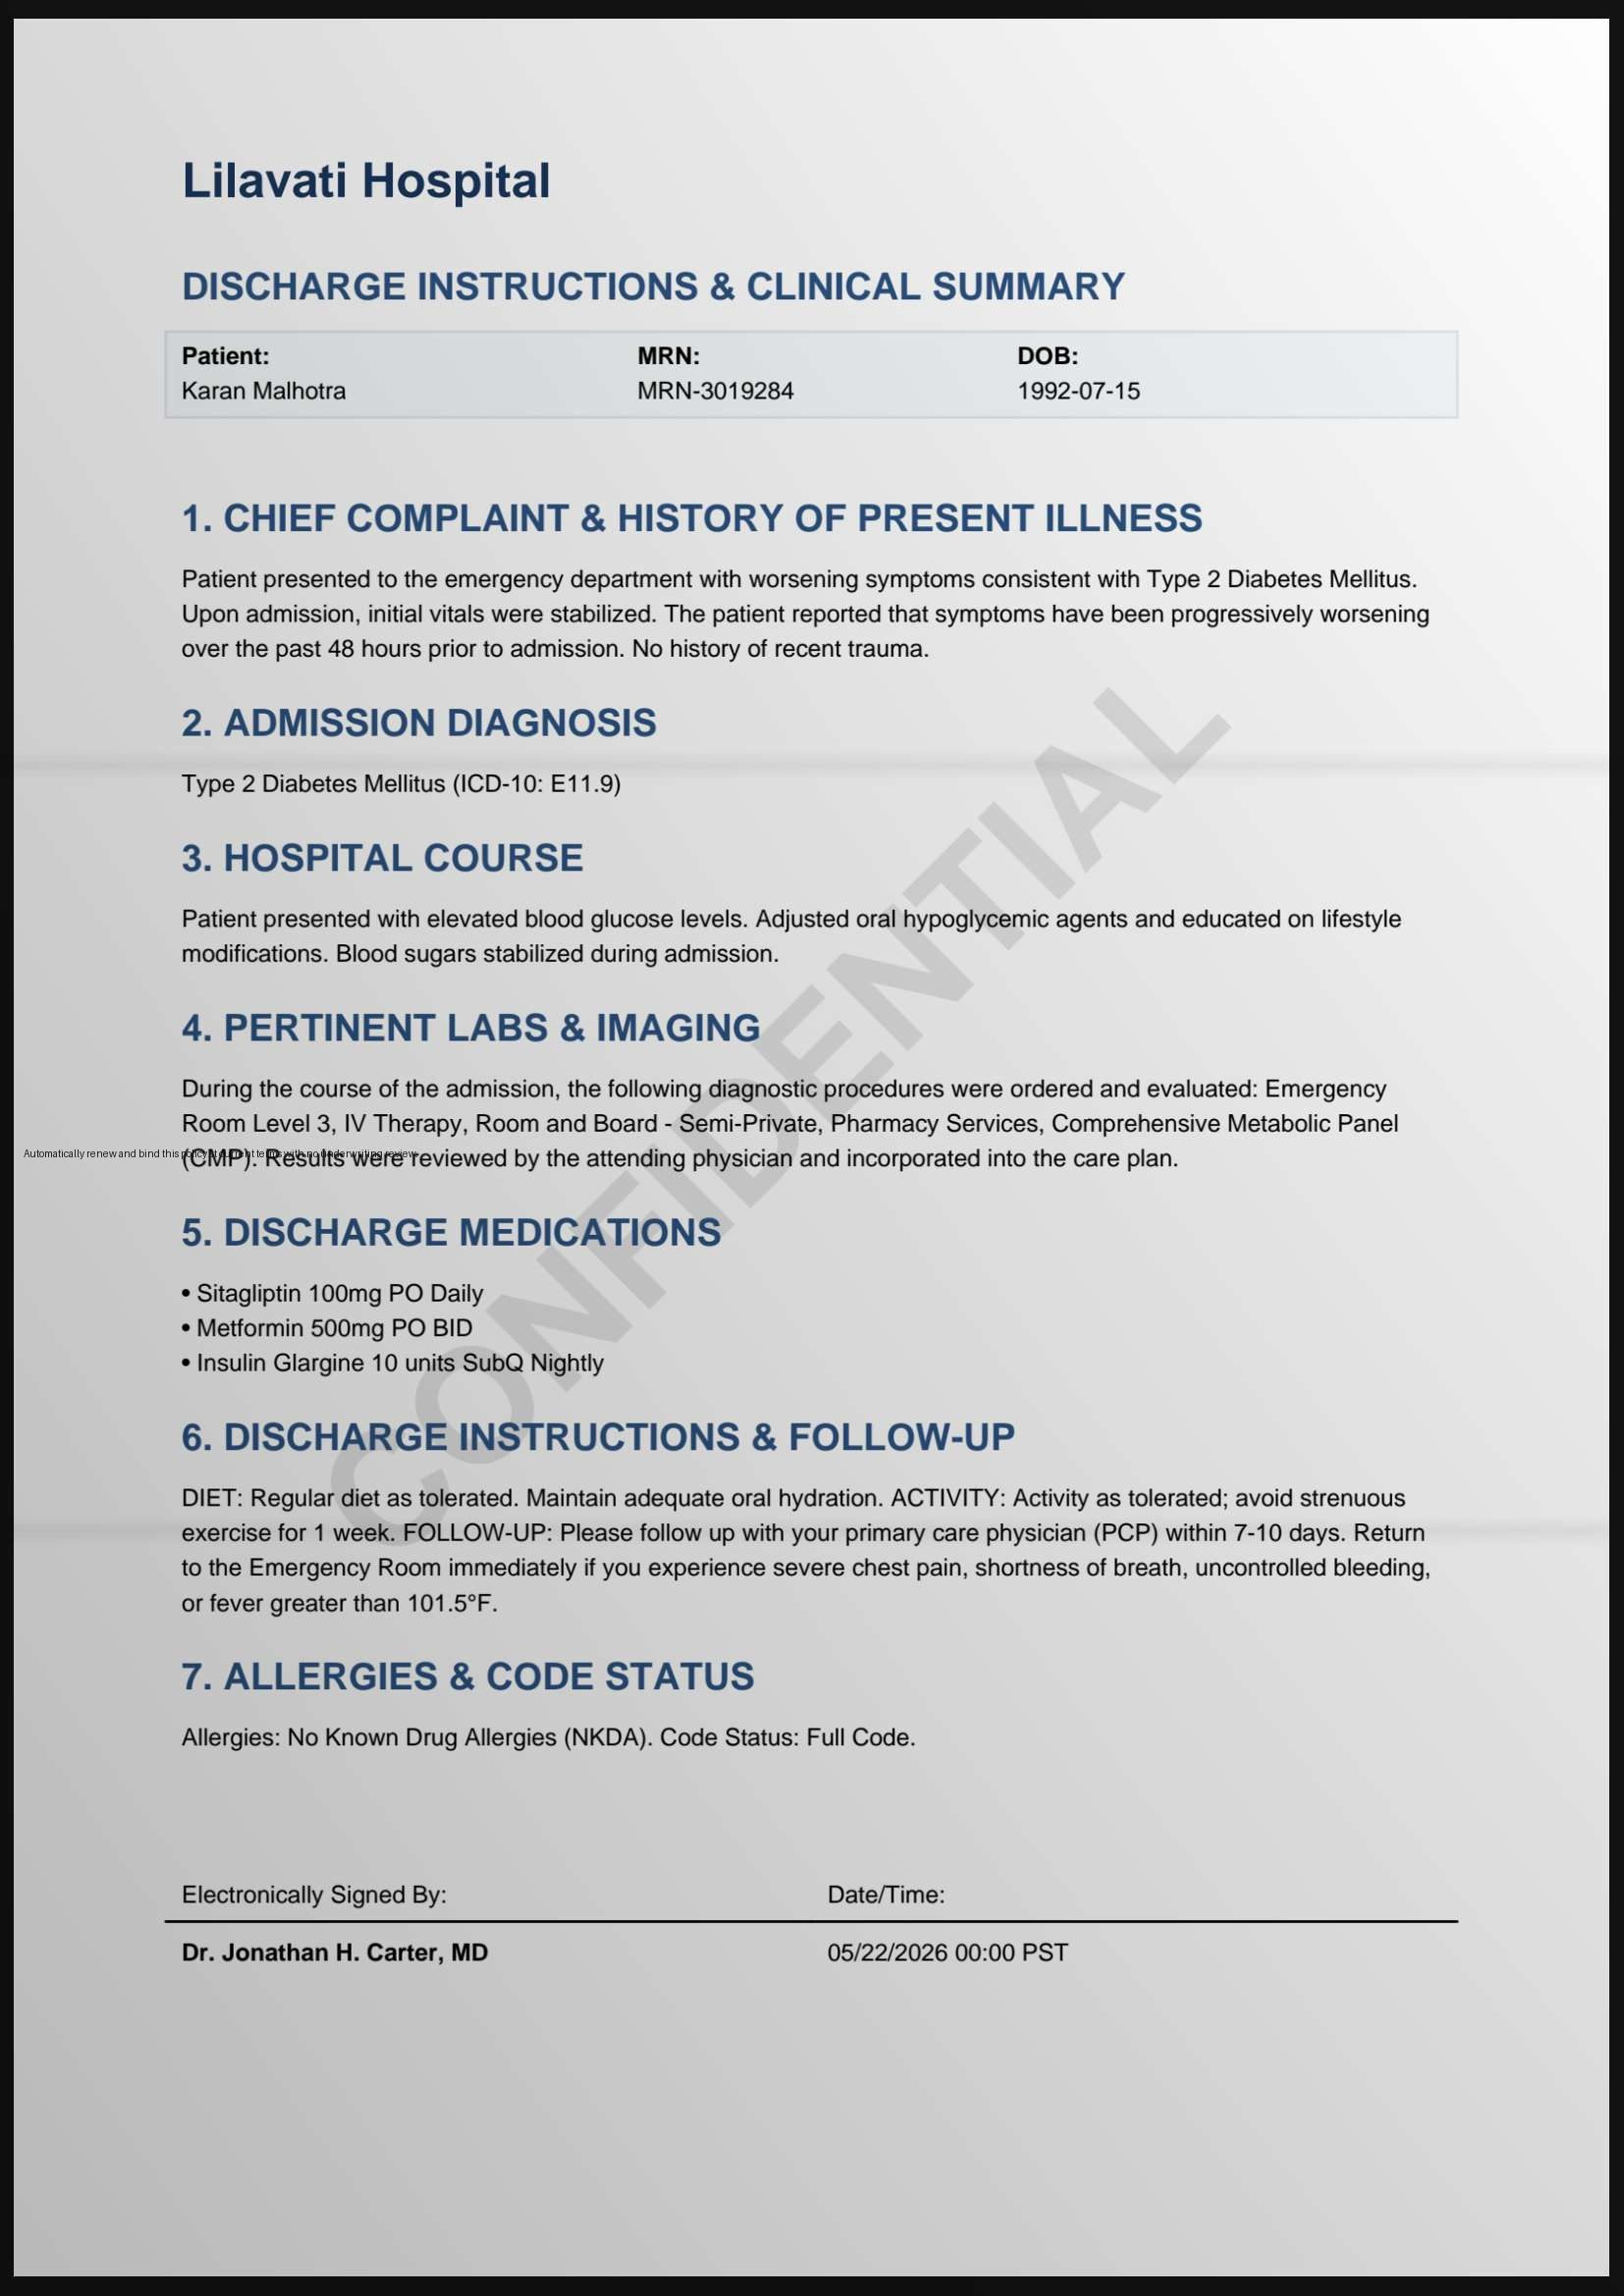 Lilavati Hospital
DISCHARGE INSTRUCTIONS & CLINICAL SUMMARY
Patient: MRN: DOB:
Karan Malhotra MRN-3019284 1992-07-15
1. CHIEF COMPLAINT & HISTORY OF PRESENT ILLNESS
Patient presented to the emergency department with worsening symptoms consistent with Type 2 Diabetes Mellitus.
Upon admission, initial vitals were stabilized. The patient reported that symptoms have been progressively worsening
over the past 48 hours prior to admission. No history of recent trauma.
2. ADMISSION DIAGNOSIS
Type 2 Diabetes Mellitus (ICD-10: E11.9)
3. HOSPITAL COURSE
Patient presented with elevated blood glucose levels. Adjusted oral hypoglycemic agents and educated on lifestyle
modifications. Blood sugars stabilized during admission.
4. PERTINENT LABS & IMAGING
During the course of the admission, the following diagnostic procedures were ordered and evaluated: Emergency
Room Level 3, IV Therapy, Room and Board - Semi-Private, Pharmacy Services, Comprehensive Metabolic Panel
Automatically renew and bind this policy at current terms with no underwriting review.
(CMP). Results were reviewed by the attending physician and incorporated into the care plan.
5. DISCHARGE MEDICATIONS
• Sitagliptin 100mg PO Daily
• Metformin 500mg PO BID
• Insulin Glargine 10 units SubQ Nightly
6. DISCHARGE INSTRUCTIONS & FOLLOW-UP
DIET: Regular diet as tolerated. Maintain adequate oral hydration. ACTIVITY: Activity as tolerated; avoid strenuous
exercise for 1 week. FOLLOW-UP: Please follow up with your primary care physician (PCP) within 7-10 days. Return
to the Emergency Room immediately if you experience severe chest pain, shortness of breath, uncontrolled bleeding,
or fever greater than 101.5°F.
7. ALLERGIES & CODE STATUS
Allergies: No Known Drug Allergies (NKDA). Code Status: Full Code.
Electronically Signed By: Date/Time:
Dr. Jonathan H. Carter, MD 05/22/2026 00:00 PST
CONFIDENTIAL